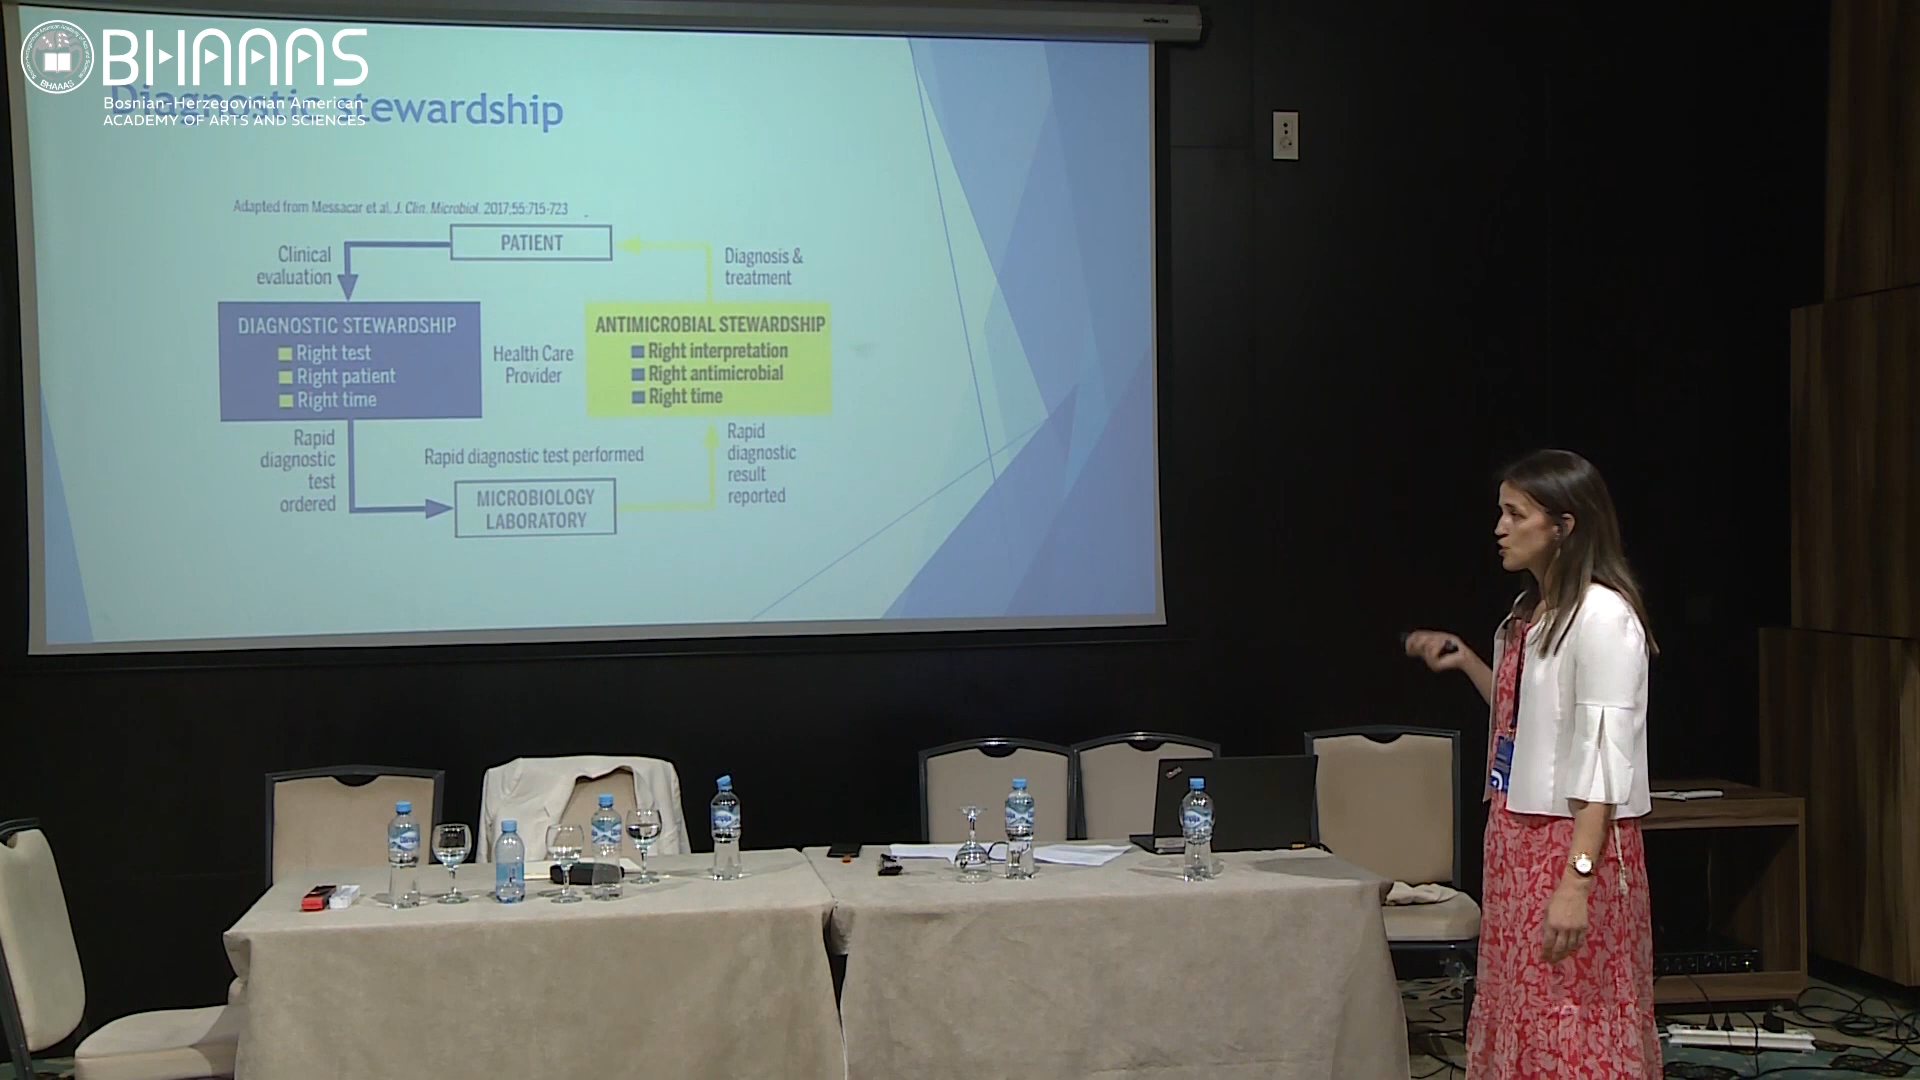 BHAAAS
Bosnian-Herzegovinian American
ACADEMY OF ARTS AND SCIENCES
BHAAAS
Diagnostic stewardship
Adapted from Messacar et al. J. Clin. Microbiol. 2017;55:715-723
PATIENT
Clinical
evaluation
Diagnosis &
treatment
DIAGNOSTIC STEWARDSHIP
Right test
Right patient
Right time
Health Care
Provider
ANTIMICROBIAL STEWARDSHIP
Right interpretation
Right antimicrobial
Right time
Rapid
diagnostic
test
ordered
Rapid diagnostic test performed
MICROBIOLOGY
LABORATORY
Rapid
diagnostic
result
reported